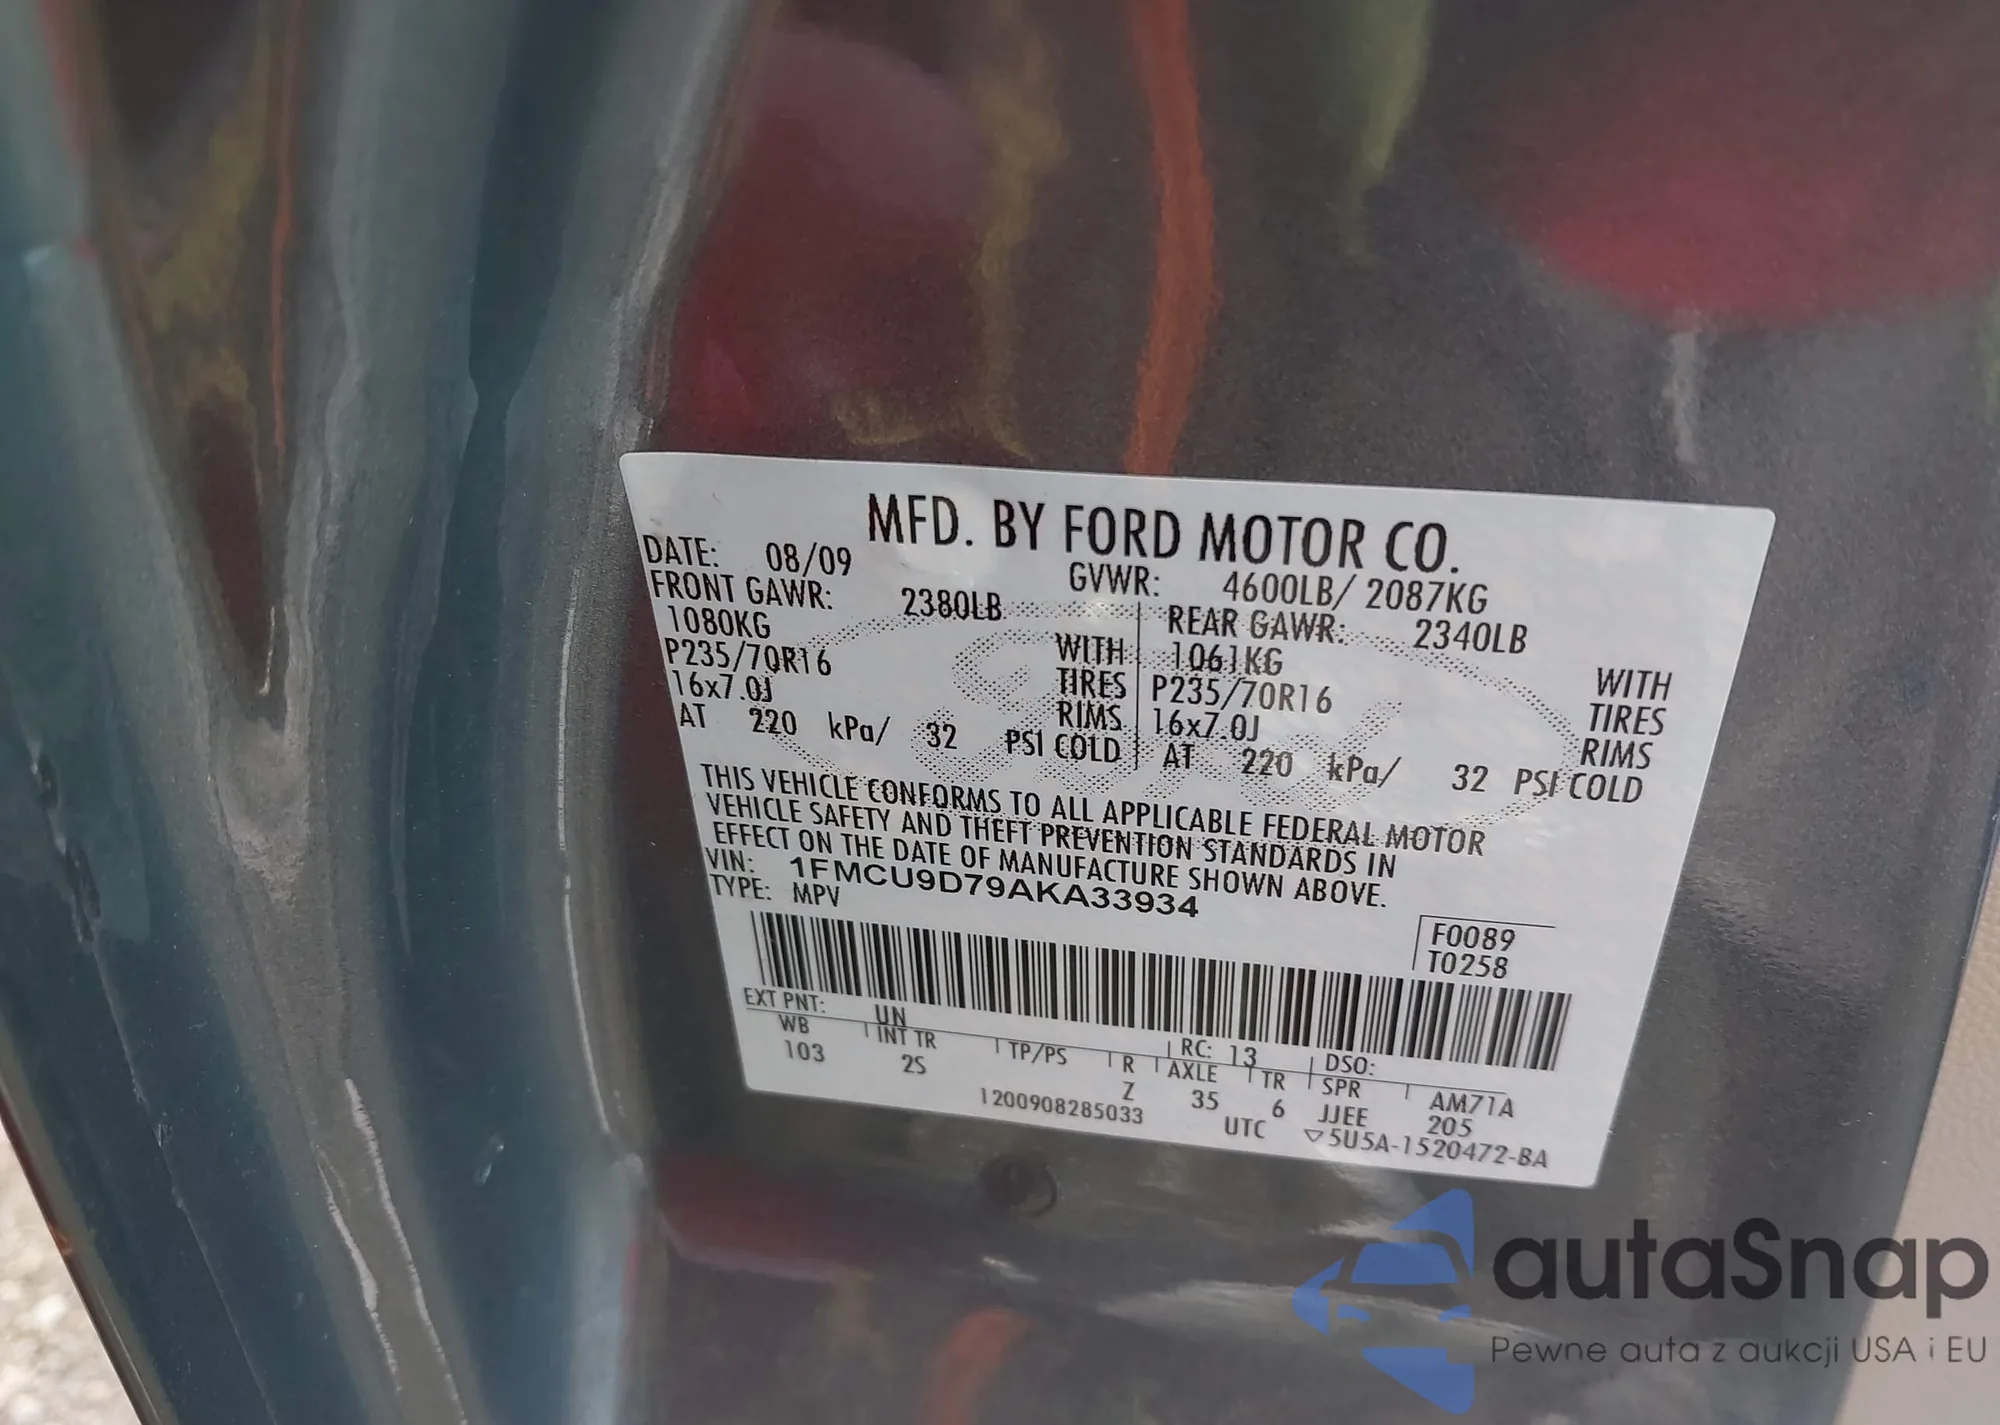 MFD. BY FORD MOTOR CO.
DATE: 08/09 GVWR: 4600LB/ 2087KG
FRONT GAWR: 2380LB REAR GAWR: 2340LB
1080KG WITH 1061KG WITH
P235/70R16 TIRES P235/70R16 TIRES
16x7.0J RIMS 16x7.0J RIMS
AT 220 kPa/ 32 PSI COLD AT 220 kPa/ 32 PSI COLD
THIS VEHICLE CONFORMS TO ALL APPLICABLE FEDERAL MOTOR
VEHICLE SAFETY AND THEFT PREVENTION STANDARDS IN
EFFECT ON THE DATE OF MANUFACTURE SHOWN ABOVE.
VIN: 1FMCU9D79AKA33934
TYPE: MPV
F0089
T0258
EXT PNT: UN RC: 13 DSO:
WB INT TR TP/PS R AXLE TR SPR AM71A
103 2S Z 35 6 JJEE 205
1200908285033 UTC ▽5U5A-1520472-BA
autaSnap
Pewne auta z aukcji USA i EU